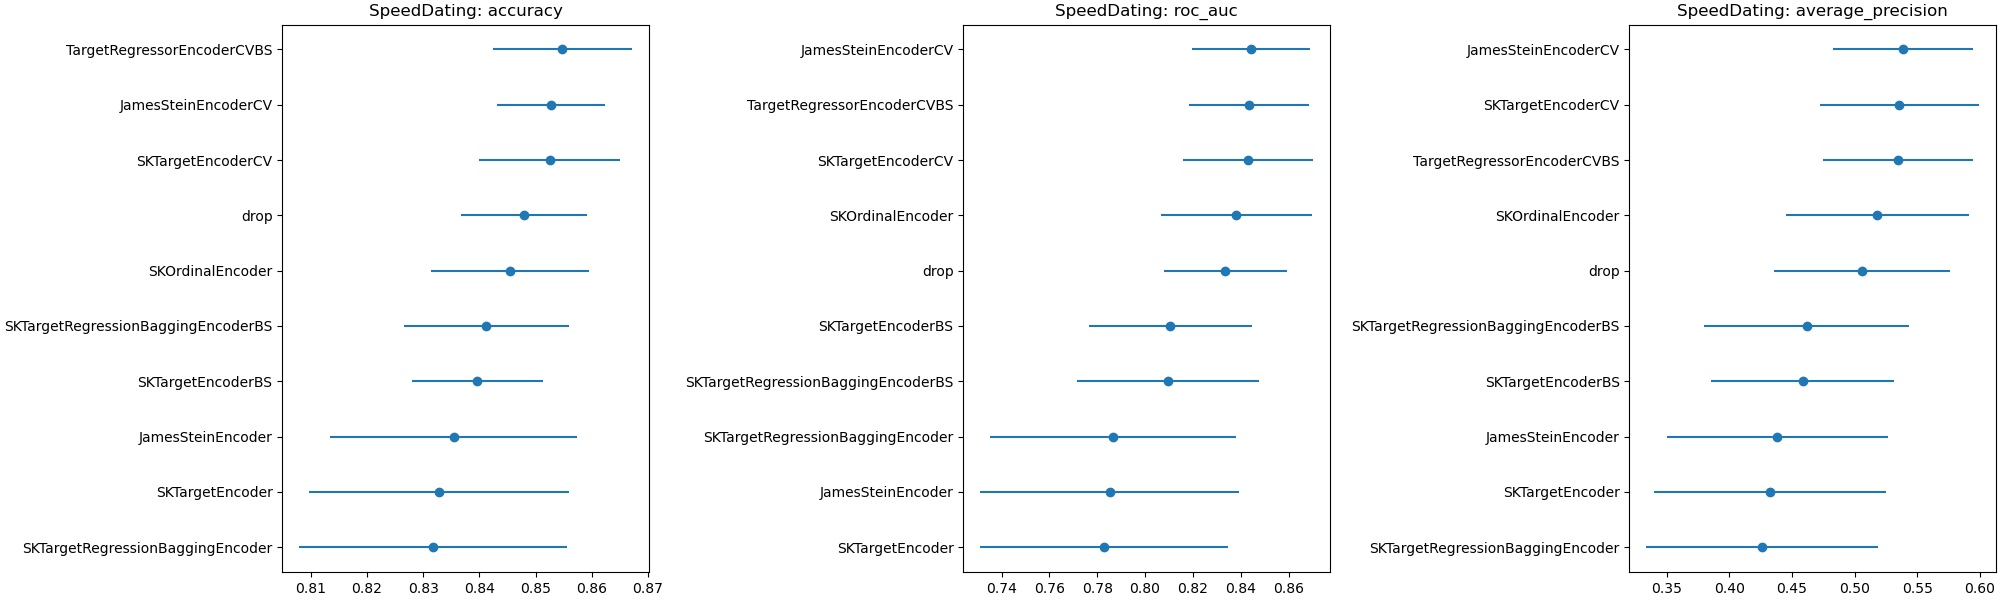 SpeedDating: accuracy
TargetRegressorEncoderCVBS
JamesSteinEncoderCV
SKTargetEncoderCV
drop
SKOrdinalEncoder
SKTargetRegressionBaggingEncoderBS
SKTargetEncoderBS
JamesSteinEncoder
SKTargetEncoder
SKTargetRegressionBaggingEncoder
0.81 0.82 0.83 0.84 0.85 0.86 0.87
SpeedDating: roc_auc
JamesSteinEncoderCV
TargetRegressorEncoderCVBS
SKTargetEncoderCV
SKOrdinalEncoder
drop
SKTargetEncoderBS
SKTargetRegressionBaggingEncoderBS
SKTargetRegressionBaggingEncoder
JamesSteinEncoder
SKTargetEncoder
0.74 0.76 0.78 0.80 0.82 0.84 0.86
SpeedDating: average_precision
JamesSteinEncoderCV
SKTargetEncoderCV
TargetRegressorEncoderCVBS
SKOrdinalEncoder
drop
SKTargetRegressionBaggingEncoderBS
SKTargetEncoderBS
JamesSteinEncoder
SKTargetEncoder
SKTargetRegressionBaggingEncoder
0.35 0.40 0.45 0.50 0.55 0.60